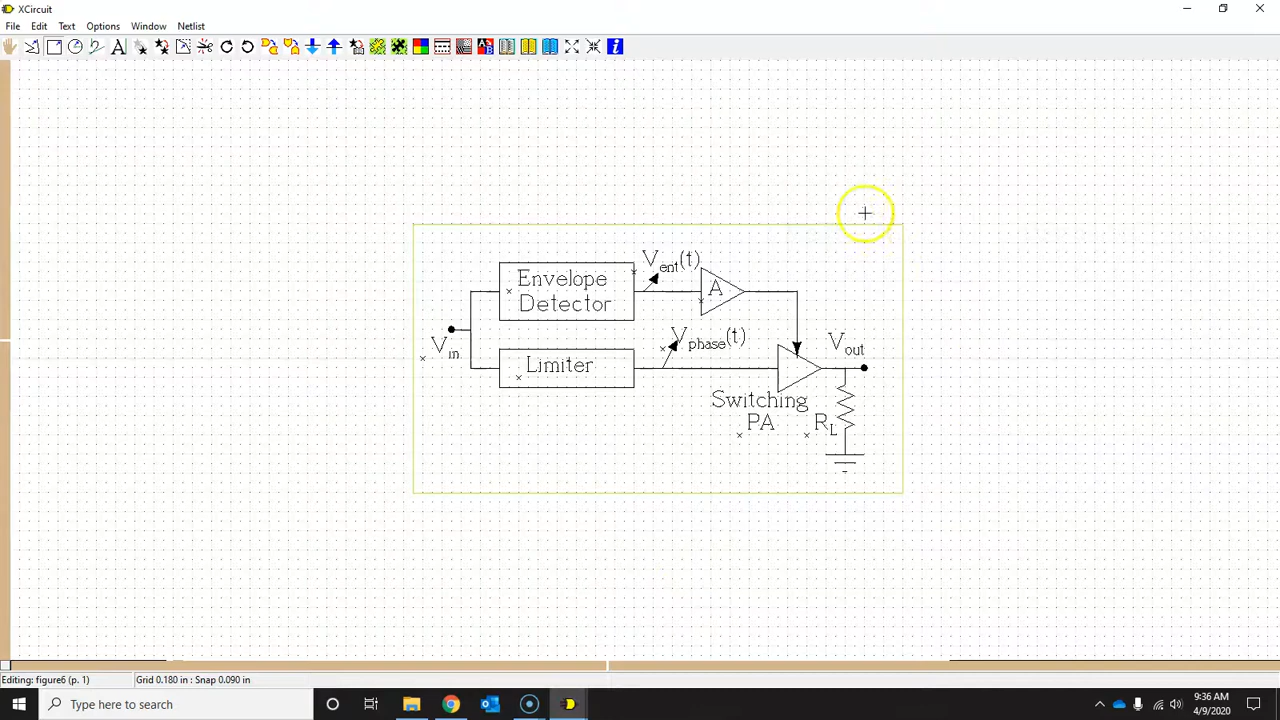 XCircuit
File Edit Text Options Window Netlist
Envelope
Detector
Vent(t)
A
Vin
Limiter
Vphase(t)
Vout
Switching
PA
RL
Editing: figure6 (p. 1)
Grid 0.180 in : Snap 0.090 in
Type here to search
9:36 AM
4/9/2020